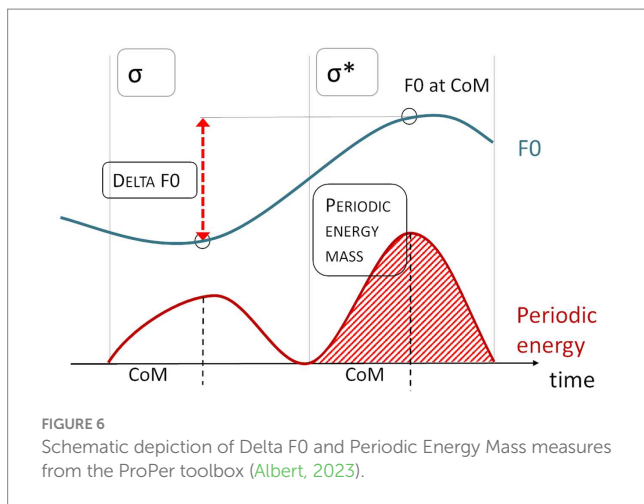 σ
σ*
F0 at CoM
F0
DELTA F0
PERIODIC
ENERGY
MASS
Periodic
energy
CoM
CoM
time
FIGURE 6
Schematic depiction of Delta F0 and Periodic Energy Mass measures
from the ProPer toolbox (Albert, 2023).